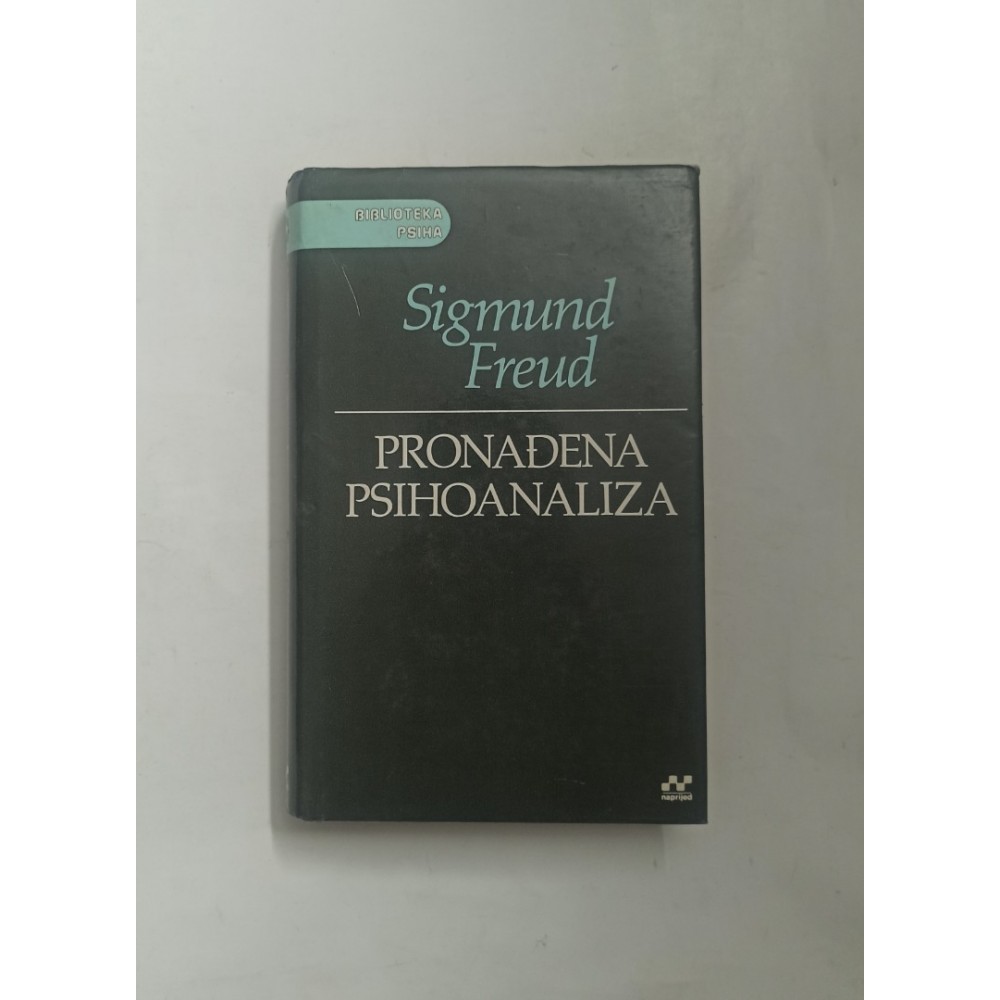 BIBLIOTEKA
PSIHA
Sigmund
Freud
PRONAĐENA
PSIHOANALIZA
naprijed